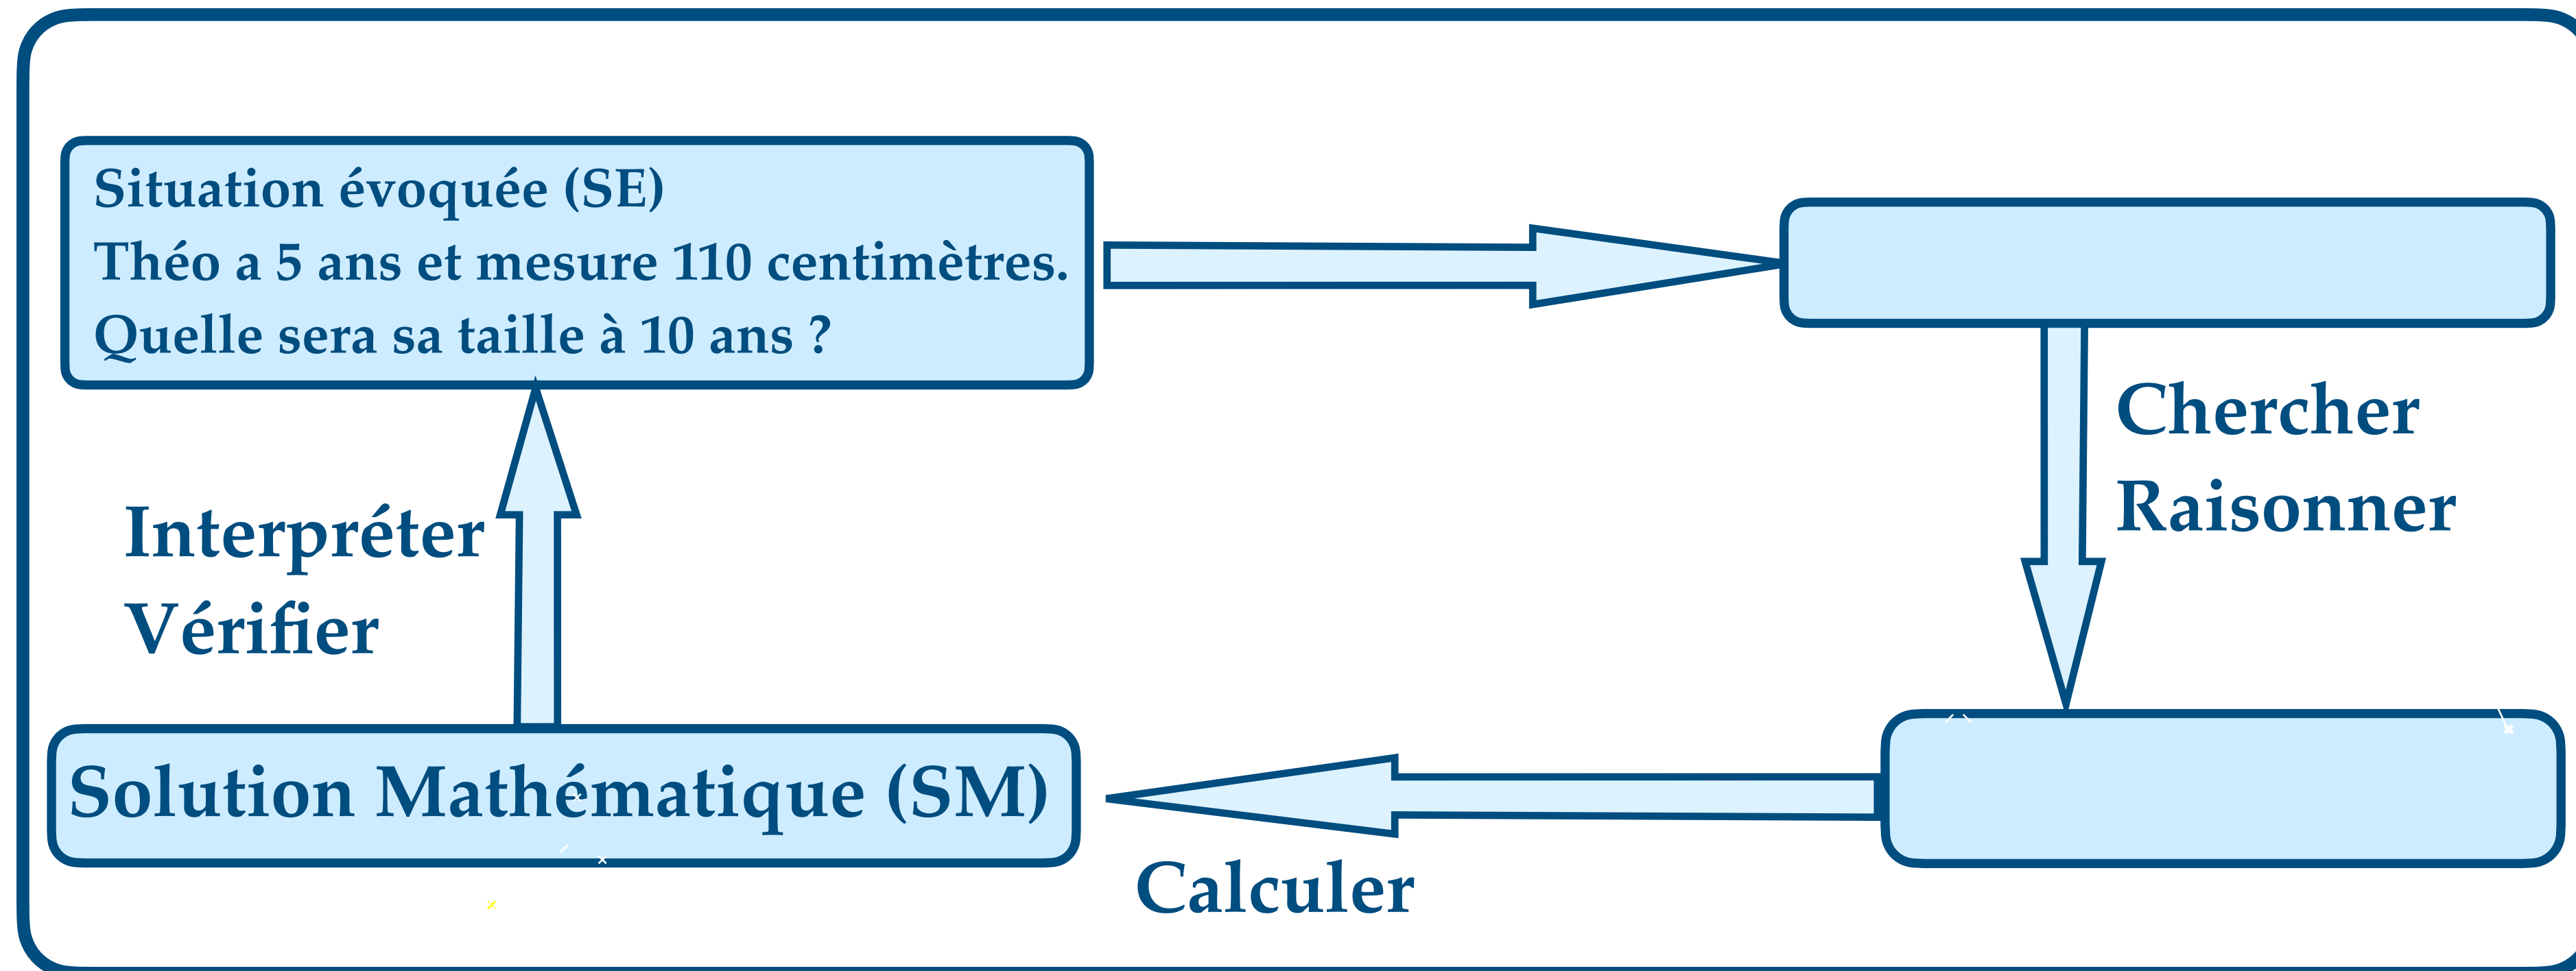 Situation évoquée (SE)
Théo a 5 ans et mesure 110 centimètres.
Quelle sera sa taille à 10 ans ?
Chercher
Raisonner
Interpréter
Vérifier
Solution Mathématique (SM)
Calculer